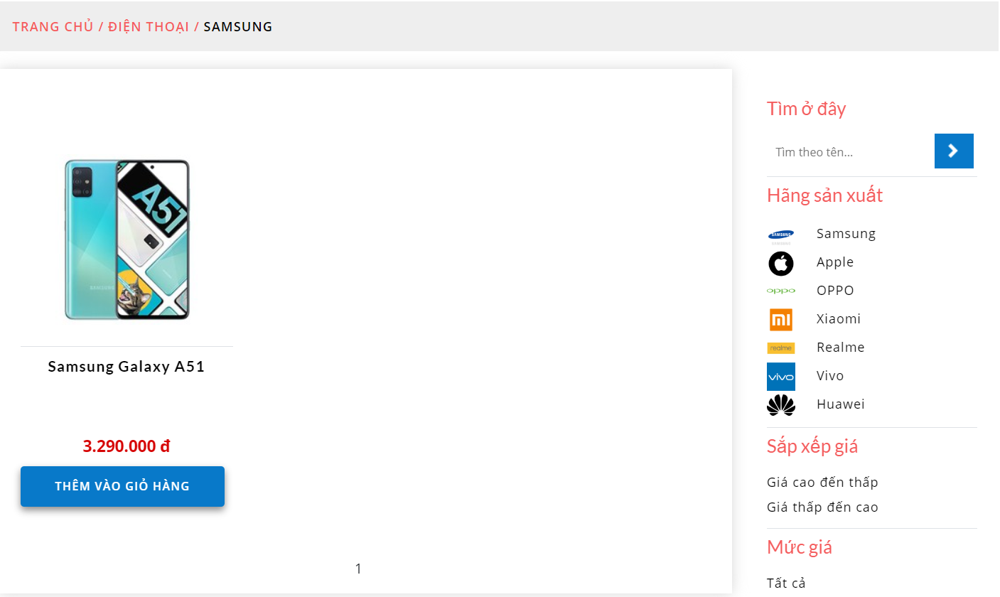 TRANG CHỦ / ĐIỆN THOẠI / SAMSUNG
A51
SAMSUNG
Samsung Galaxy A51
3.290.000 đ
THÊM VÀO GIỎ HÀNG
1
Tìm ở đây
Tìm theo tên...
Hãng sản xuất
SAMSUNG Samsung
Apple
oppo OPPO
mi Xiaomi
realme Realme
vivo Vivo
Huawei
Sắp xếp giá
Giá cao đến thấp
Giá thấp đến cao
Mức giá
Tất cả